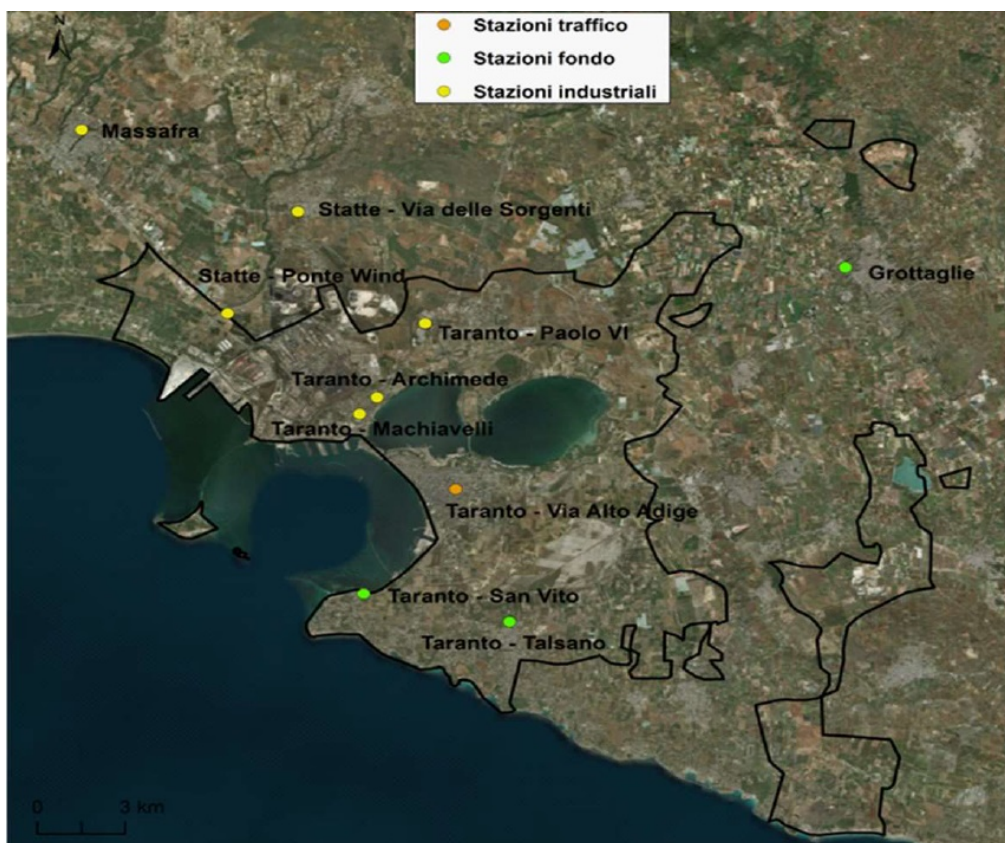 N
Stazioni traffico
Stazioni fondo
Stazioni industriali
Massafra
Statte - Via delle Sorgenti
Statte - Ponte Wind
Grottaglie
Taranto - Paolo VI
Taranto - Archimede
Taranto - Machiavelli
Taranto - Via Alto Adige
Taranto - San Vito
Taranto - Talsano
0 3 km